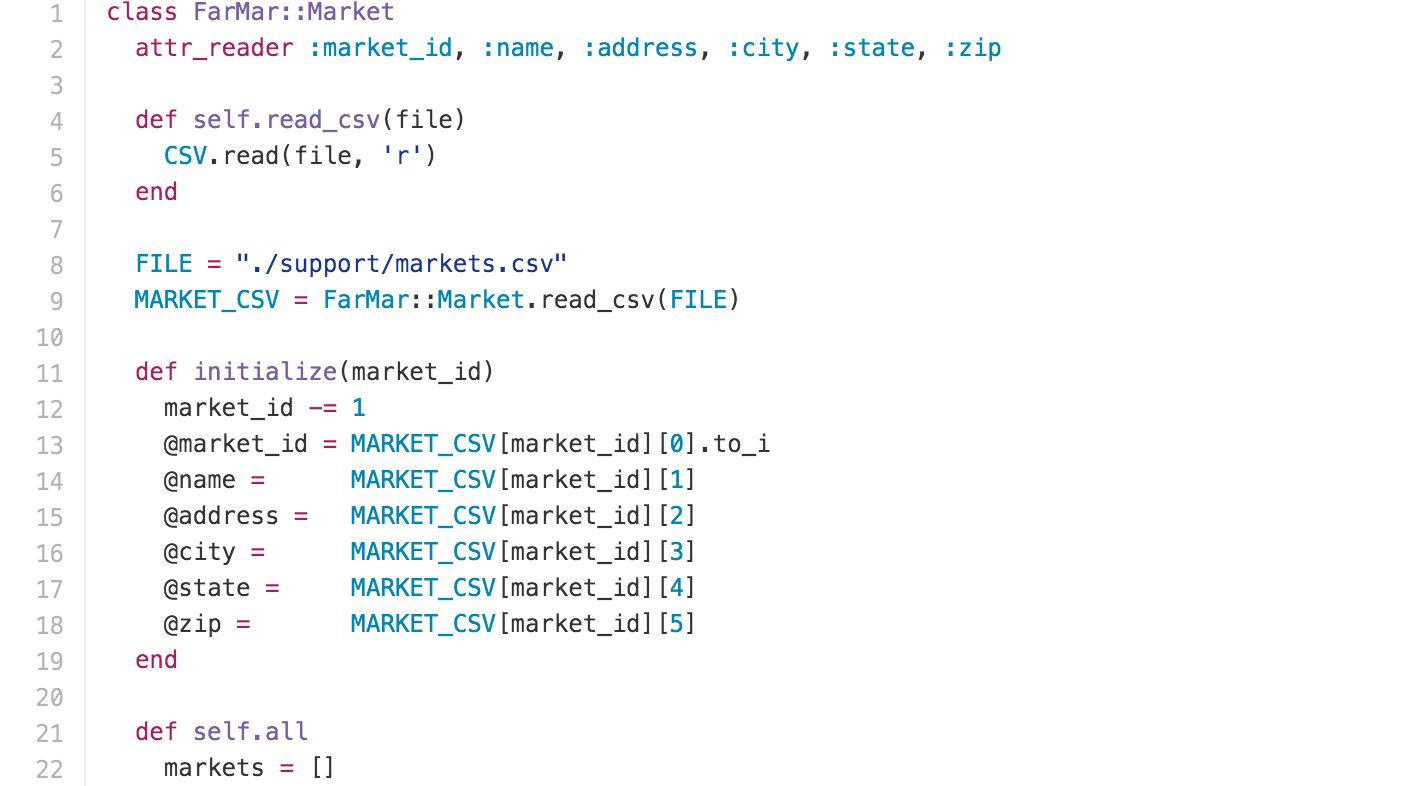 1 class FarMar::Market
2   attr_reader :market_id, :name, :address, :city, :state, :zip
3
4   def self.read_csv(file)
5     CSV.read(file, 'r')
6   end
7
8   FILE = "./support/markets.csv"
9   MARKET_CSV = FarMar::Market.read_csv(FILE)
10
11   def initialize(market_id)
12     market_id -= 1
13     @market_id = MARKET_CSV[market_id][0].to_i
14     @name =      MARKET_CSV[market_id][1]
15     @address =   MARKET_CSV[market_id][2]
16     @city =      MARKET_CSV[market_id][3]
17     @state =     MARKET_CSV[market_id][4]
18     @zip =       MARKET_CSV[market_id][5]
19   end
20
21   def self.all
22     markets = []